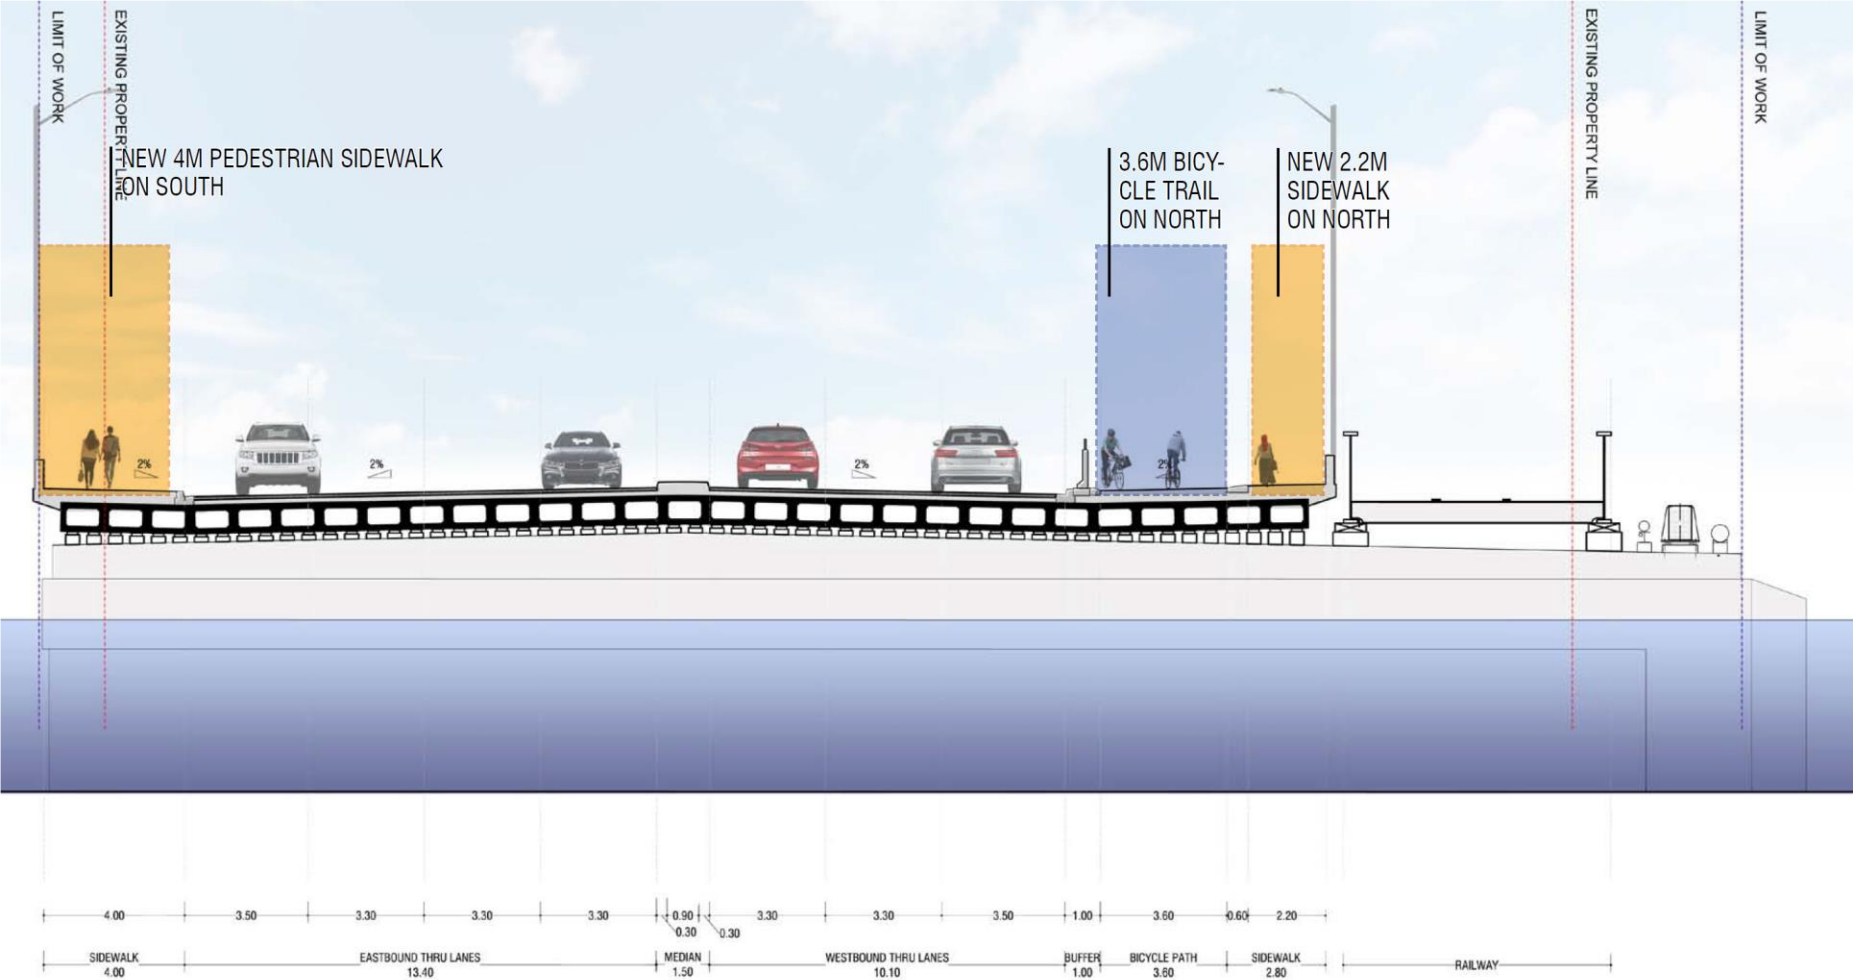 LIMIT OF WORK
EXISTING PROPERTY LINE
EXISTING PROPERTY LINE
LIMIT OF WORK
NEW 4M PEDESTRIAN SIDEWALK
ON SOUTH
3.6M BICY-
CLE TRAIL
ON NORTH
NEW 2.2M
SIDEWALK
ON NORTH
2%
2%
2%
2%
4.00 3.50 3.30 3.30 3.30 0.90 3.30 3.30 3.50 1.00 3.60 0.60 2.20
0.30 0.30
SIDEWALK EASTBOUND THRU LANES MEDIAN WESTBOUND THRU LANES BUFFER BICYCLE PATH SIDEWALK RAILWAY
4.00 13.40 1.50 10.10 1.00 3.60 2.80